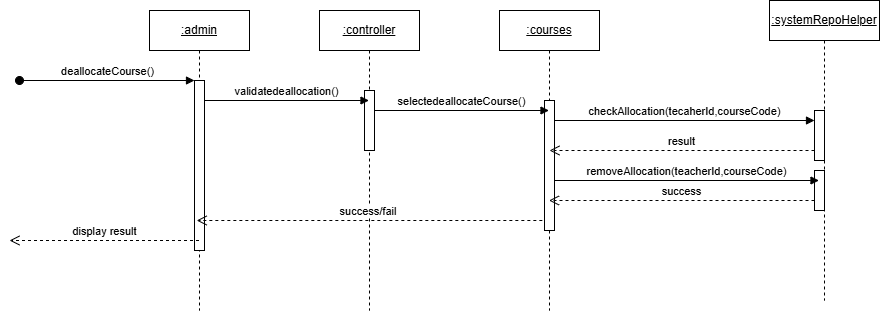 :admin
:controller
:courses
:systemRepoHelper
deallocateCourse()
validatedeallocation()
selectedeallocateCourse()
checkAllocation(tecaherId,courseCode)
result
removeAllocation(teacherId,courseCode)
success
success/fail
display result